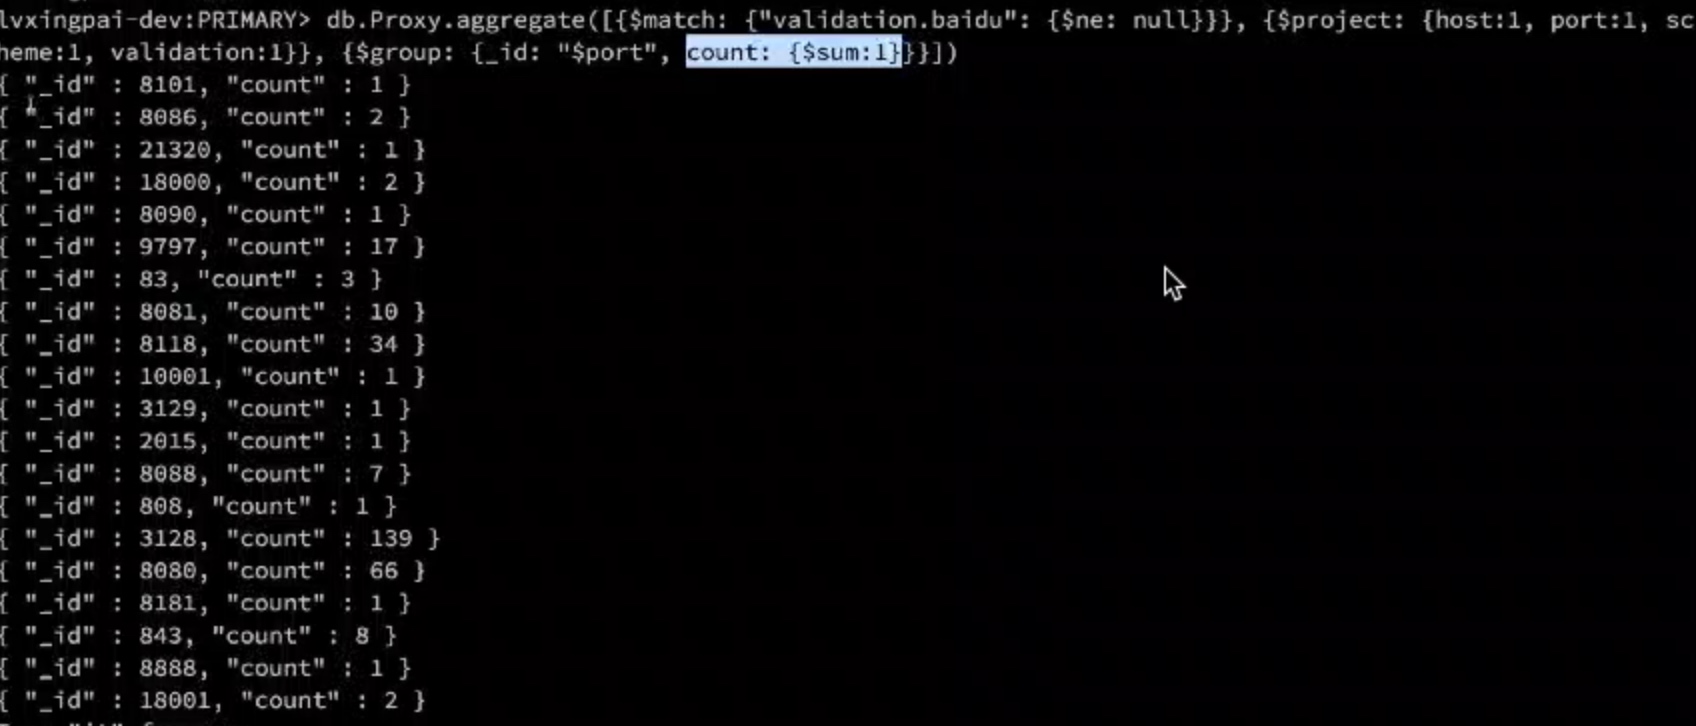 lvxingpai-dev:PRIMARY> db.Proxy.aggregate([{$match: {"validation.baidu": {$ne: null}}}, {$project: {host:1, port:1, sc
heme:1, validation:1}}, {$group: {_id: "$port", count: {$sum:1}}}])
{ "_id" : 8101, "count" : 1 }
{ "_id" : 8086, "count" : 2 }
{ "_id" : 21320, "count" : 1 }
{ "_id" : 18000, "count" : 2 }
{ "_id" : 8090, "count" : 1 }
{ "_id" : 9797, "count" : 17 }
{ "_id" : 83, "count" : 3 }
{ "_id" : 8081, "count" : 10 }
{ "_id" : 8118, "count" : 34 }
{ "_id" : 10001, "count" : 1 }
{ "_id" : 3129, "count" : 1 }
{ "_id" : 2015, "count" : 1 }
{ "_id" : 8088, "count" : 7 }
{ "_id" : 808, "count" : 1 }
{ "_id" : 3128, "count" : 139 }
{ "_id" : 8080, "count" : 66 }
{ "_id" : 8181, "count" : 1 }
{ "_id" : 843, "count" : 8 }
{ "_id" : 8888, "count" : 1 }
{ "_id" : 18001, "count" : 2 }